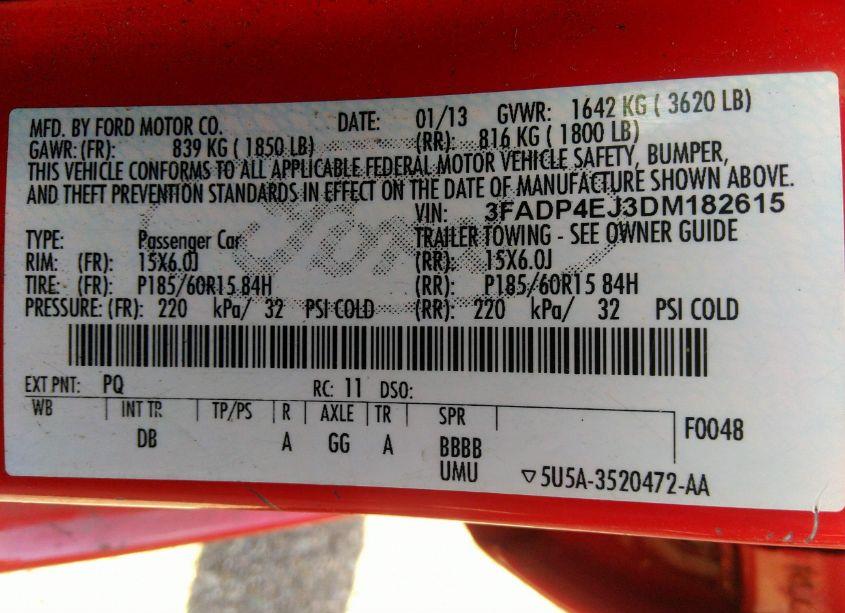 MFD. BY FORD MOTOR CO. DATE: 01/13 GVWR: 1642 KG ( 3620 LB)
GAWR: (FR): 839 KG ( 1850 LB) (RR): 816 KG ( 1800 LB)
THIS VEHICLE CONFORMS TO ALL APPLICABLE FEDERAL MOTOR VEHICLE SAFETY, BUMPER,
AND THEFT PREVENTION STANDARDS IN EFFECT ON THE DATE OF MANUFACTURE SHOWN ABOVE.
VIN: 3FADP4EJ3DM182615
TYPE: Passenger Car TRAILER TOWING - SEE OWNER GUIDE
RIM: (FR): 15X6.0J (RR): 15X6.0J
TIRE: (FR): P185/60R15 84H (RR): P185/60R15 84H
PRESSURE: (FR): 220 kPa/ 32 PSI COLD (RR): 220 kPa/ 33 PSI COLD
EXT PNT: PQ RC: 11 DSO:
WB INT TR TP/PS R AXLE TR SPR
DB A GG A BBBB F0048
UMU ▽5U5A-3520472-AA